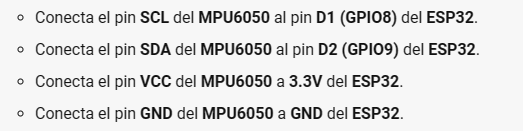 Conecta el pin SCL del MPU6050 al pin D1 (GPIO8) del ESP32.
Conecta el pin SDA del MPU6050 al pin D2 (GPIO9) del ESP32.
Conecta el pin VCC del MPU6050 a 3.3V del ESP32.
Conecta el pin GND del MPU6050 a GND del ESP32.